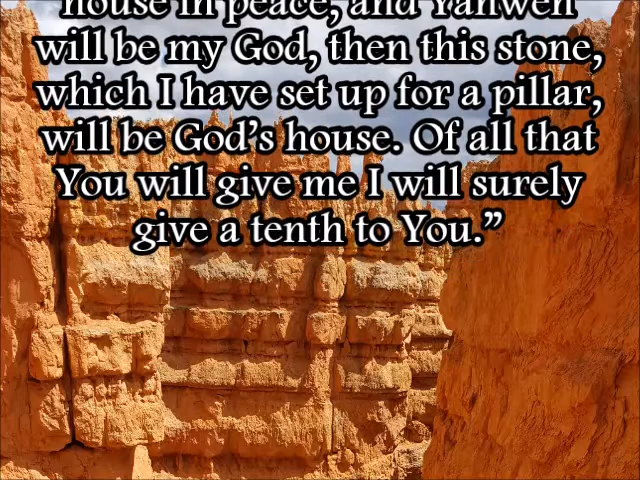 house in peace, and Yahweh
will be my God, then this stone,
which I have set up for a pillar,
will be God’s house. Of all that
You will give me I will surely
give a tenth to You.”